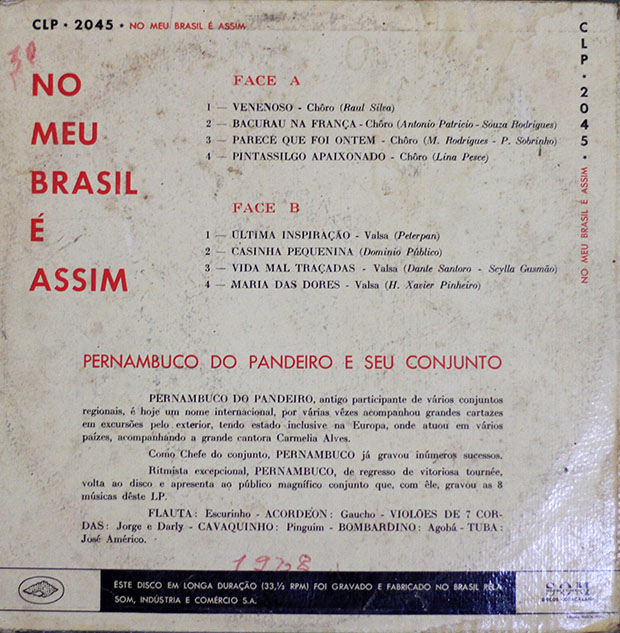 CLP • 2045 • NO MEU BRASIL É ASSIM
NO
MEU
BRASIL
É
ASSIM
FACE A
1 — VENENOSO - Chôro (Raul Silva)
2 — BACURAU NA FRANÇA - Chôro (Antonio Patricio - Souza Rodrigues)
3 — PARECE QUE FOI ONTEM - Chôro (M. Rodrigues - P. Sobrinho)
4 — PINTASSILGO APAIXONADO - Chôro (Lina Pesce)
FACE B
1 — ÚLTIMA INSPIRAÇÃO - Valsa (Peterpan)
2 — CASINHA PEQUENINA (Domínio Público)
3 — VIDA MAL TRAÇADAS - Valsa (Dante Santoro - Scylla Gusmão)
4 — MARIA DAS DORES - Valsa (H. Xavier Pinheiro)
CLP • 2045 • NO MEU BRASIL É ASSIM
PERNAMBUCO DO PANDEIRO E SEU CONJUNTO
PERNAMBUCO DO PANDEIRO, antigo participante de vários conjuntos
regionais, é hoje um nome internacional, por várias vêzes acompanhou grandes cartazes
em excursões pelo exterior, tendo estado inclusive na Europa, onde atuou em vários
países, acompanhando a grande cantora Carmelia Alves.
Como Chefe do conjunto, PERNAMBUCO já gravou inúmeros sucessos.
Ritmista excepcional, PERNAMBUCO, de regresso de vitoriosa tournée,
volta ao disco e apresenta ao público magnífico conjunto que, com êle, gravou as 8
músicas dêste LP.
FLAUTA: Escurinho - ACORDEON: Gaucho - VIOLÕES DE 7 COR-
DAS: Jorge e Darly - CAVAQUINHO: Pinguim - BOMBARDINO: Agobá - TUBA:
José Américo.
ÊSTE DISCO EM LONGA DURAÇÃO (33,⅓ RPM) FOI GRAVADO E FABRICADO NO BRASIL PELA
SOM, INDÚSTRIA E COMÉRCIO S.A.
SOM